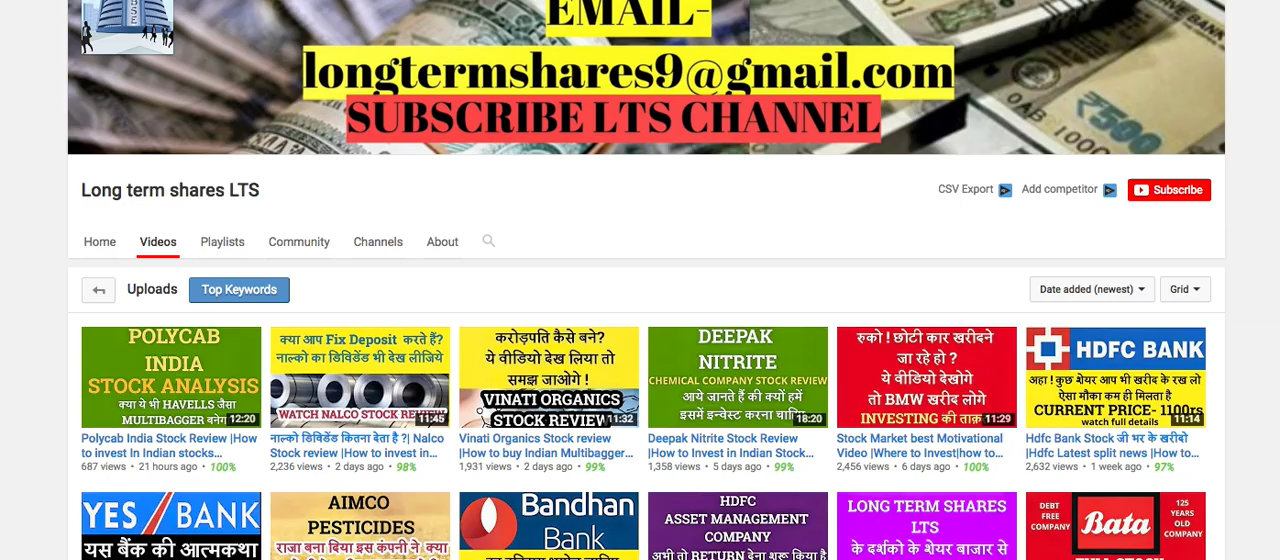 BSE
EMAIL-
longtermshares9@gmail.com
SUBSCRIBE LTS CHANNEL
₹500
Long term shares LTS
CSV Export
Add competitor
Subscribe
Home
Videos
Playlists
Community
Channels
About
Uploads
Top Keywords
Date added (newest)
Grid
POLYCAB
INDIA
STOCK ANALYSIS
क्या ये भी HAVELLS जैसा
MULTIBAGGER
12:20
Polycab India Stock Review |How
to invest In Indian stocks...
687 views • 21 hours ago • 100%
क्या आप Fix Deposit करते हैं?
नाल्को का डिविडेंड भी देख लीजिये
WATCH NALCO STOCK REVIEW
11:45
नाल्को डिविडेंड कितना देता है ?| Nalco
Stock review |How to invest in...
2,236 views • 2 days ago • 98%
करोड़पति कैसे बने?
ये वीडियो देख लिया तो
समझ जाओगे !
VINATI ORGANICS
STOCK REVIEW
11:32
Vinati Organics Stock review
|How to buy Indian Multibagger...
1,931 views • 2 days ago • 99%
DEEPAK
NITRITE
CHEMICAL COMPANY STOCK REVIEW
आये जानते हैं की क्यों हमें
इसमें इन्वेस्ट करना
18:20
Deepak Nitrite Stock Review
|How to Invest in Indian Stock...
1,358 views • 5 days ago • 99%
रुको ! छोटी कार खरीदने
जा रहे हो ?
ये वीडियो देखोगे
तो BMW खरीद लोगे
INVESTING की
11:29
Stock Market best Motivational
Video |Where to Invest|how to...
2,456 views • 6 days ago • 100%
HDFC BANK
अहा ! कुछ शेयर आप भी खरीद के रख लो
ऐसा मौका कम ही मिलता है
CURRENT PRICE- 1100rs
watch full details
11:14
Hdfc Bank Stock जी भर के खरीदो
|Hdfc Latest split news |How to...
2,632 views • 1 week ago • 97%
YES BANK
यस बैंक की आत्मकथा
AIMCO
PESTICIDES
राजा बना दिया इस कंपनी ने क्या
Bandhan
Bank
HDFC
ASSET MANAGEMENT
COMPANY
अभी तो RETURN देना शुरू किया है
LONG TERM SHARES
LTS
के दर्शको के शेयर बाजार से
DEBT
FREE
COMPANY
Bata
125
YEARS
OLD
COMPANY